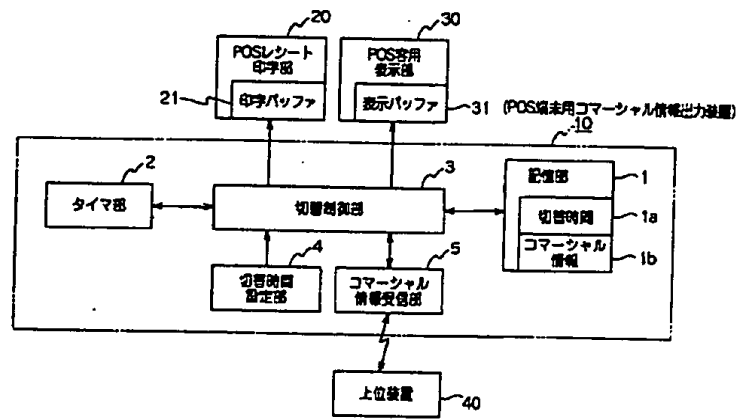 20
30
POSレシート
印字部
POS客用
表示部
21
印字バッファ
表示バッファ
31
(POS端末用コマーシャル情報出力装置)
10
2
タイマ部
3
切替制御部
記憶部
1
切替時間
1a
コマーシャル
情報
1b
4
切替時間
設定部
5
コマーシャル
情報受信部
上位装置
40